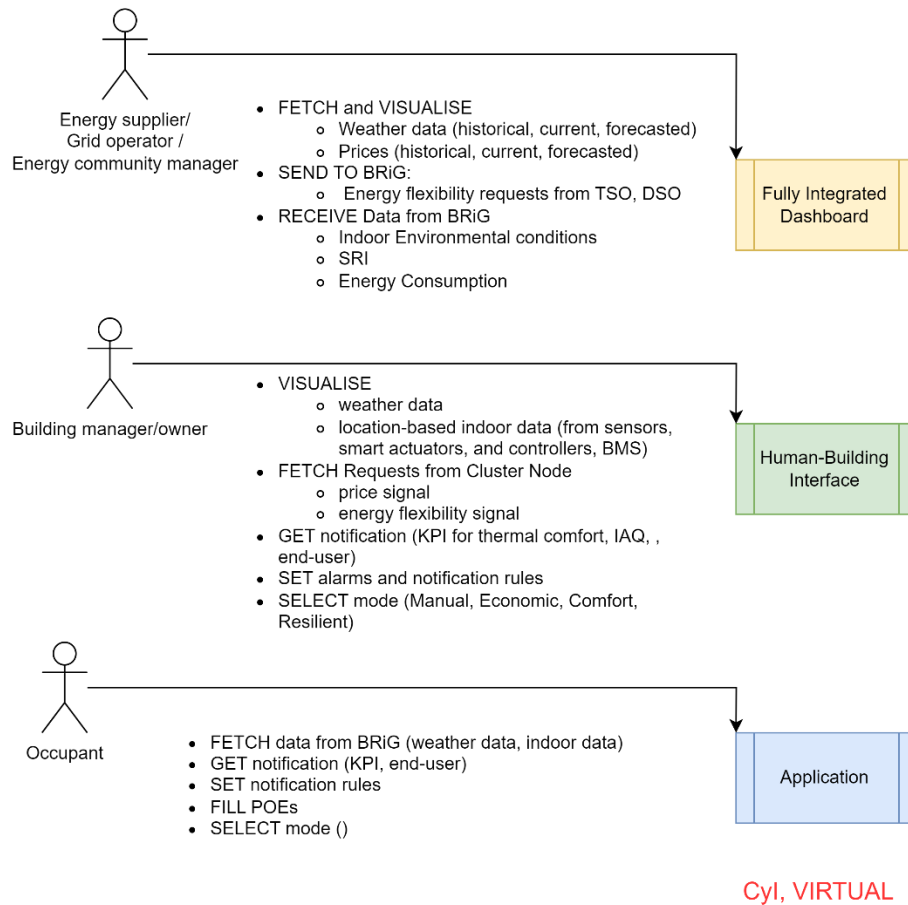 Energy supplier/
Grid operator /
Energy community manager
• FETCH and VISUALISE
o Weather data (historical, current, forecasted)
o Prices (historical, current, forecasted)
• SEND TO BRiG:
o Energy flexibility requests from TSO, DSO
• RECEIVE Data from BRiG
o Indoor Environmental conditions
o SRI
o Energy Consumption
Fully Integrated
Dashboard
Building manager/owner
• VISUALISE
o weather data
o location-based indoor data (from sensors,
smart actuators, and controllers, BMS)
• FETCH Requests from Cluster Node
o price signal
o energy flexibility signal
• GET notification (KPI for thermal comfort, IAQ, ,
end-user)
• SET alarms and notification rules
• SELECT mode (Manual, Economic, Comfort,
Resilient)
Human-Building
Interface
Occupant
• FETCH data from BRiG (weather data, indoor data)
• GET notification (KPI, end-user)
• SET notification rules
• FILL POEs
• SELECT mode ()
Application
CyI, VIRTUAL